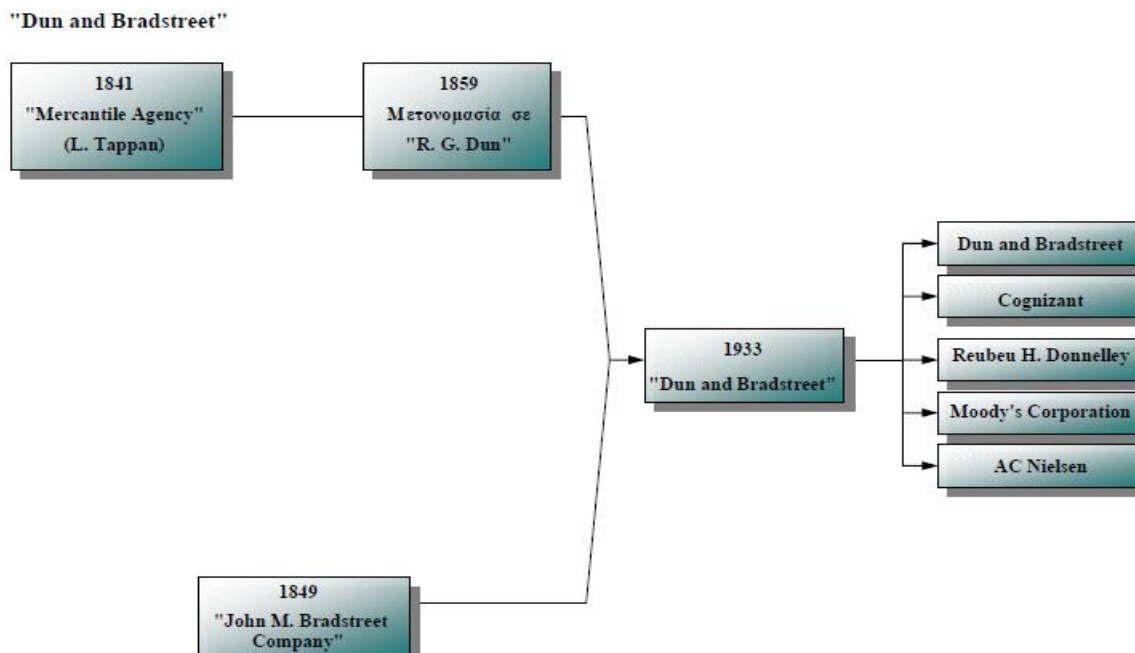 "Dun and Bradstreet"
1841
"Mercantile Agency"
(L. Tappan)
1859
Μετονομασία σε
"R. G. Dun"
Dun and Bradstreet
Cognizant
1933
"Dun and Bradstreet"
Reubeu H. Donnelley
Moody's Corporation
AC Nielsen
1849
"John M. Bradstreet
Company"